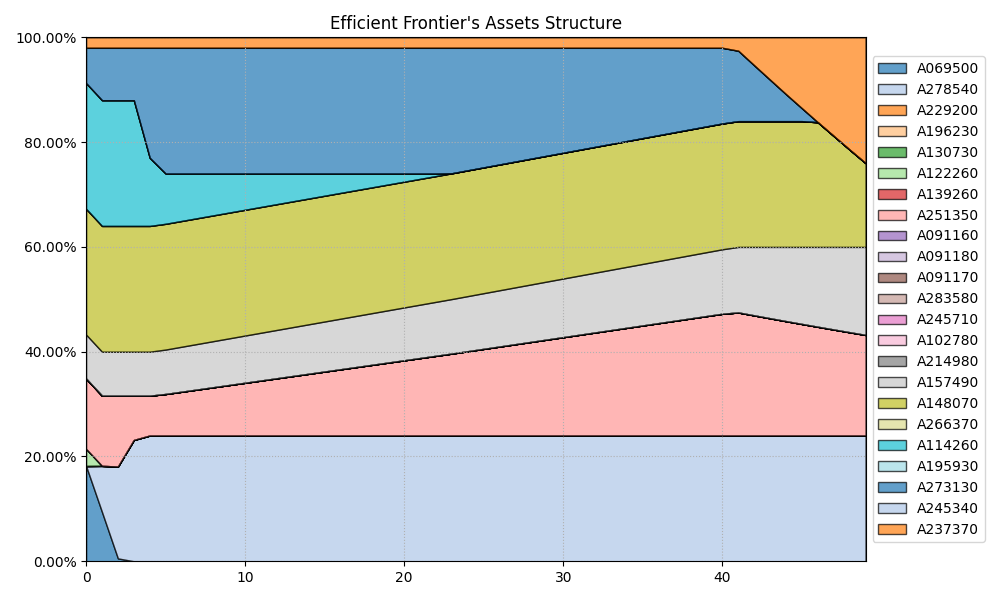 Efficient Frontier's Assets Structure
100.00%
80.00%
60.00%
40.00%
20.00%
0.00%
0
10
20
30
40
A069500
A278540
A229200
A196230
A130730
A122260
A139260
A251350
A091160
A091180
A091170
A283580
A245710
A102780
A214980
A157490
A148070
A266370
A114260
A195930
A273130
A245340
A237370